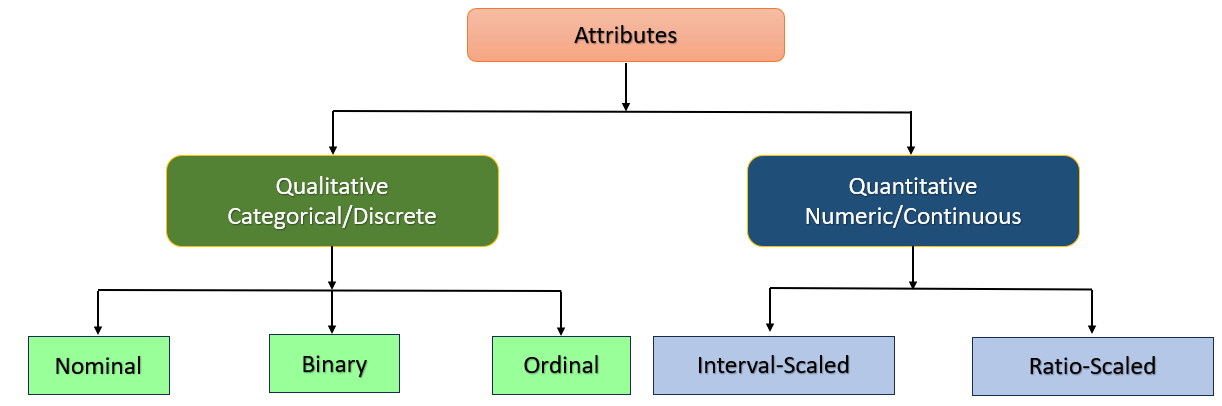 Attributes
Qualitative
Categorical/Discrete
Quantitative
Numeric/Continuous
Nominal
Binary
Ordinal
Interval-Scaled
Ratio-Scaled